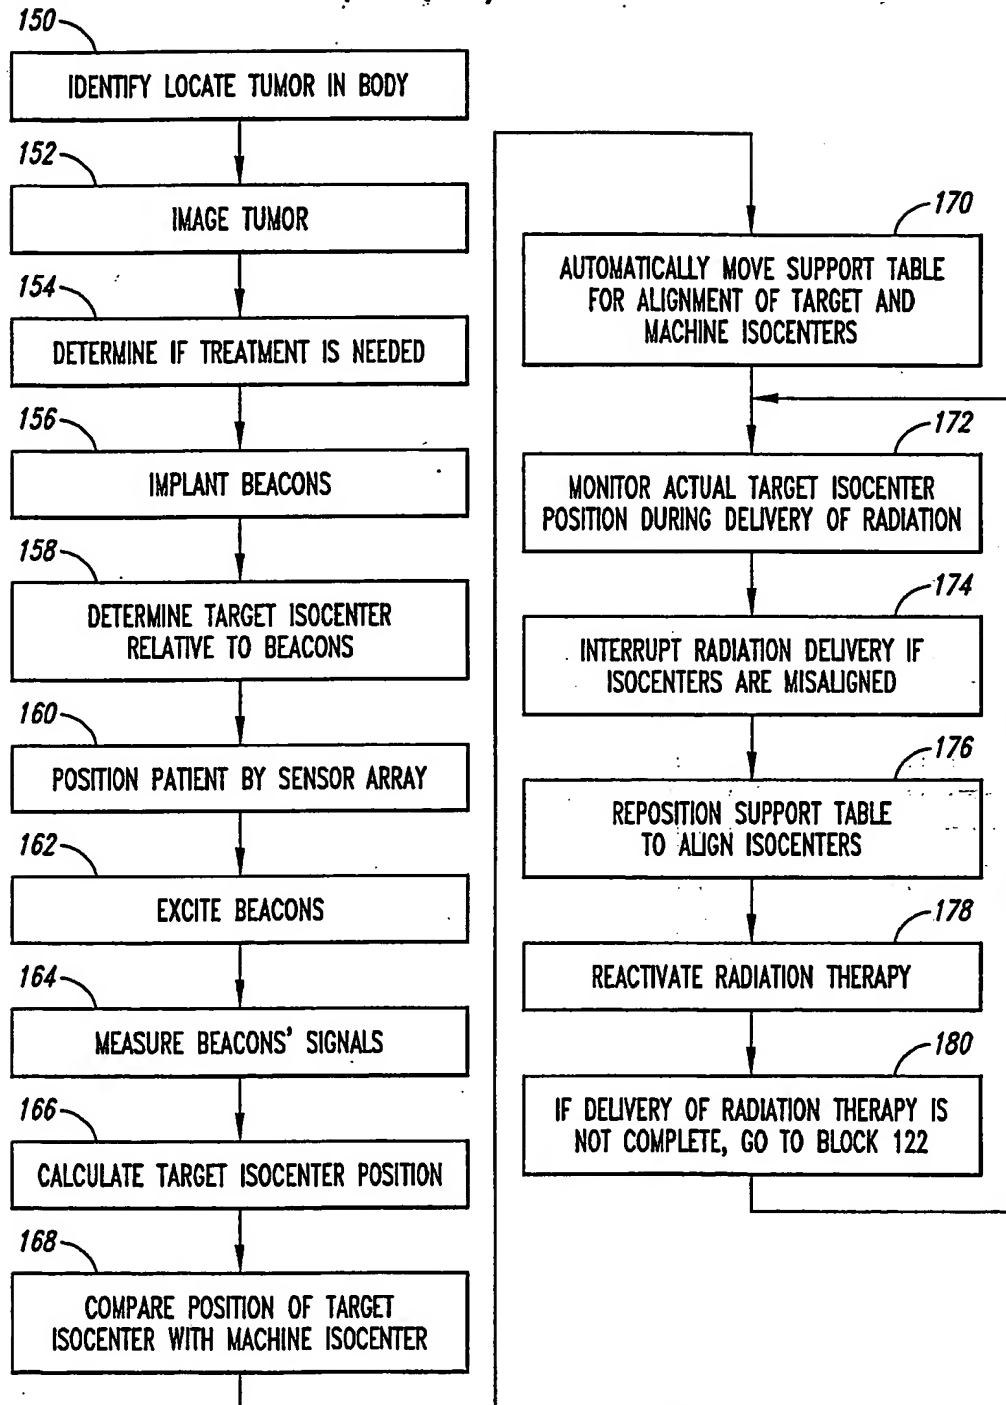 150
IDENTIFY LOCATE TUMOR IN BODY
152
IMAGE TUMOR
154
DETERMINE IF TREATMENT IS NEEDED
156
IMPLANT BEACONS
158
DETERMINE TARGET ISOCENTER
RELATIVE TO BEACONS
160
POSITION PATIENT BY SENSOR ARRAY
162
EXCITE BEACONS
164
MEASURE BEACONS' SIGNALS
166
CALCULATE TARGET ISOCENTER POSITION
168
COMPARE POSITION OF TARGET
ISOCENTER WITH MACHINE ISOCENTER
170
AUTOMATICALLY MOVE SUPPORT TABLE
FOR ALIGNMENT OF TARGET AND
MACHINE ISOCENTERS
172
MONITOR ACTUAL TARGET ISOCENTER
POSITION DURING DELIVERY OF RADIATION
174
INTERRUPT RADIATION DELIVERY IF
ISOCENTERS ARE MISALIGNED
176
REPOSITION SUPPORT TABLE
TO ALIGN ISOCENTERS
178
REACTIVATE RADIATION THERAPY
180
IF DELIVERY OF RADIATION THERAPY IS
NOT COMPLETE, GO TO BLOCK 122